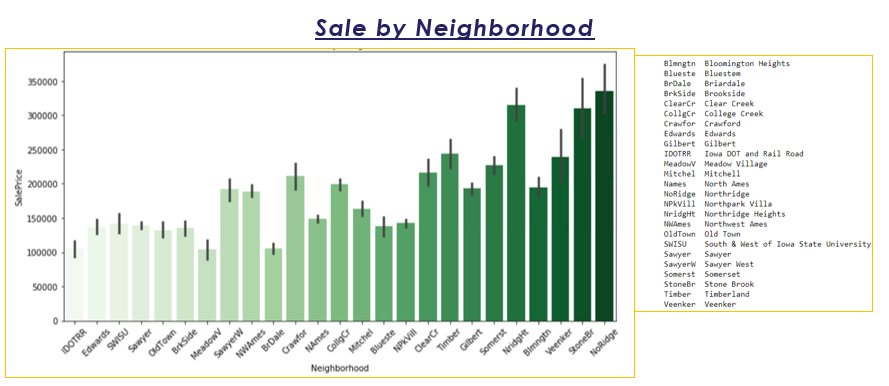 Sale by Neighborhood
SalePrice
350000
300000
250000
200000
150000
100000
50000
0
IDOTRR Edwards SWISU Sawyer OldTown BrkSide MeadowV SawyerW NWAmes BrDale Crawfor NAmes CollgCr Mitchel Blueste NPkVill ClearCr Timber Gilbert Somerst NridgHt Blmngtn Veenker StoneBr NoRidge
Neighborhood
Blmngtn Bloomington Heights
Blueste Bluestem
BrDale Briardale
BrkSide Brookside
ClearCr Clear Creek
CollgCr College Creek
Crawfor Crawford
Edwards Edwards
Gilbert Gilbert
IDOTRR Iowa DOT and Rail Road
MeadowV Meadow Village
Mitchel Mitchell
Names North Ames
NoRidge Northridge
NPkVill Northpark Villa
NridgHt Northridge Heights
NWAmes Northwest Ames
OldTown Old Town
SWISU South & West of Iowa State University
Sawyer Sawyer
SawyerW Sawyer West
Somerst Somerset
StoneBr Stone Brook
Timber Timberland
Veenker Veenker